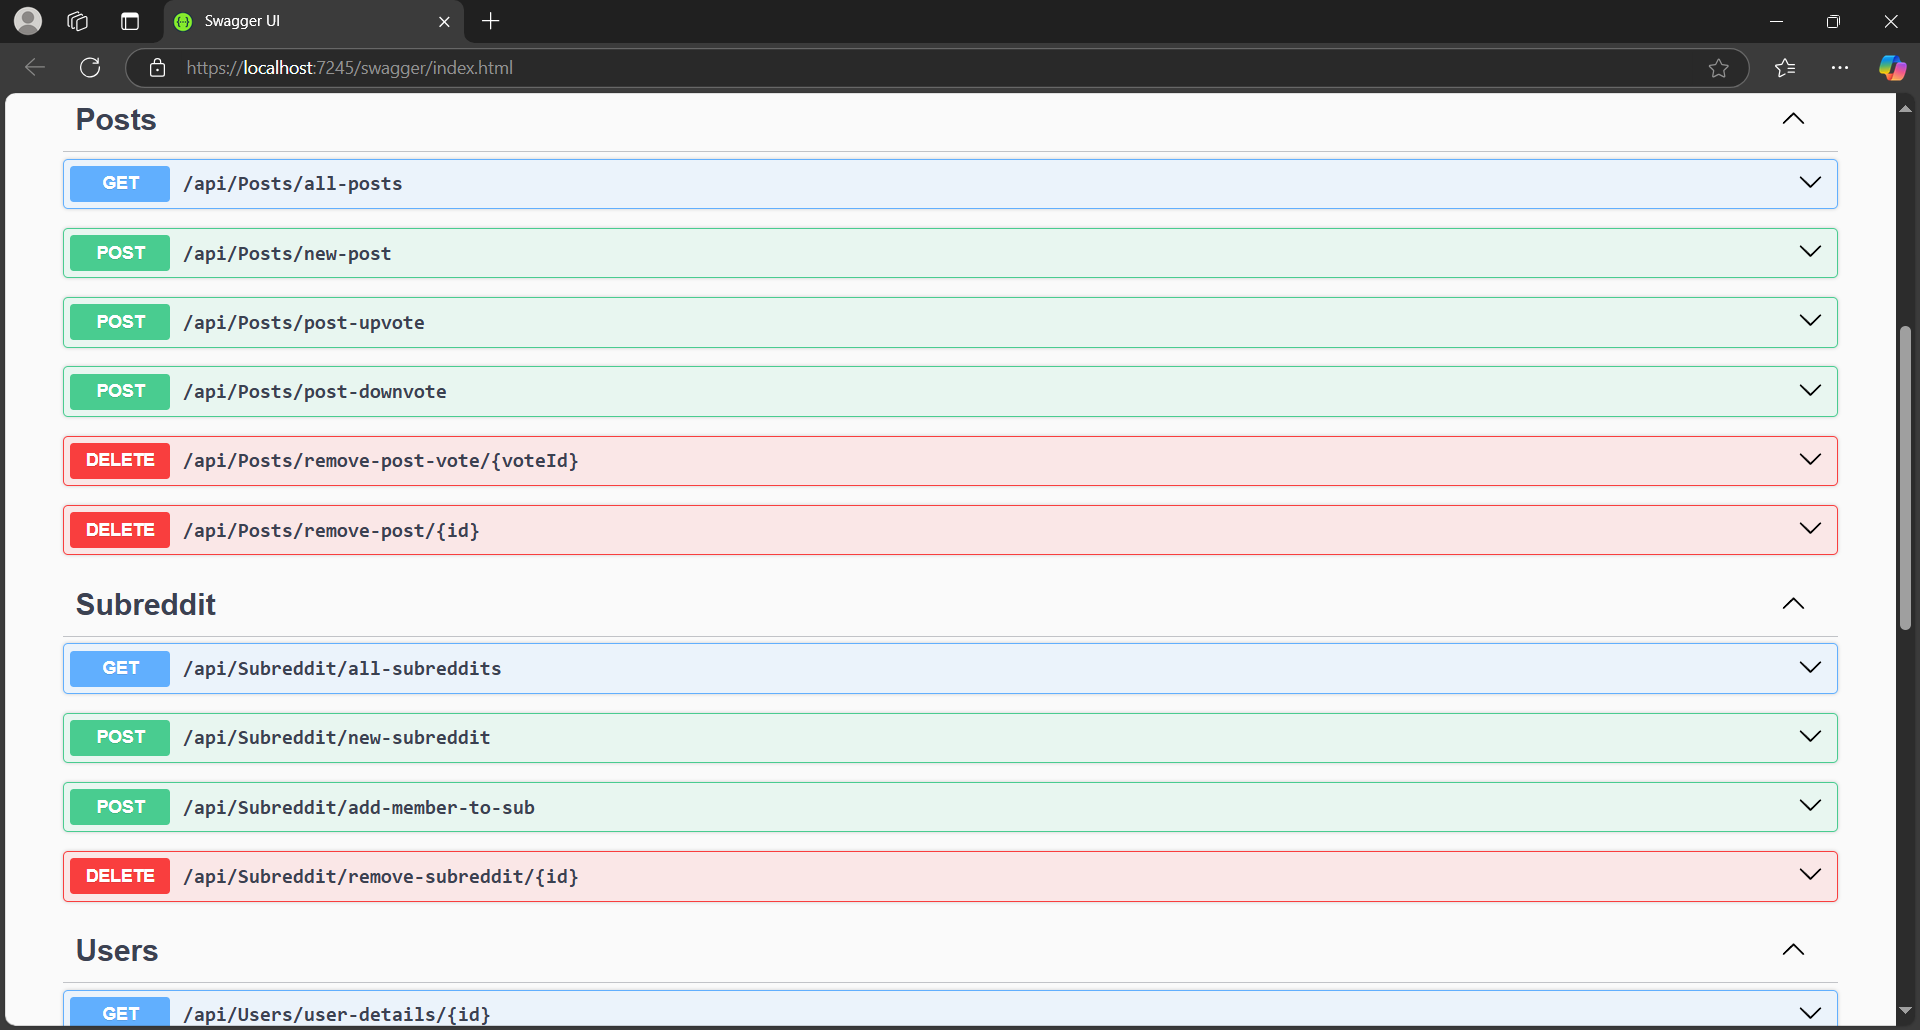 Swagger UI
https://localhost:7245/swagger/index.html
Posts
GET /api/Posts/all-posts
POST /api/Posts/new-post
POST /api/Posts/post-upvote
POST /api/Posts/post-downvote
DELETE /api/Posts/remove-post-vote/{voteId}
DELETE /api/Posts/remove-post/{id}
Subreddit
GET /api/Subreddit/all-subreddits
POST /api/Subreddit/new-subreddit
POST /api/Subreddit/add-member-to-sub
DELETE /api/Subreddit/remove-subreddit/{id}
Users
GET /api/Users/user-details/{id}